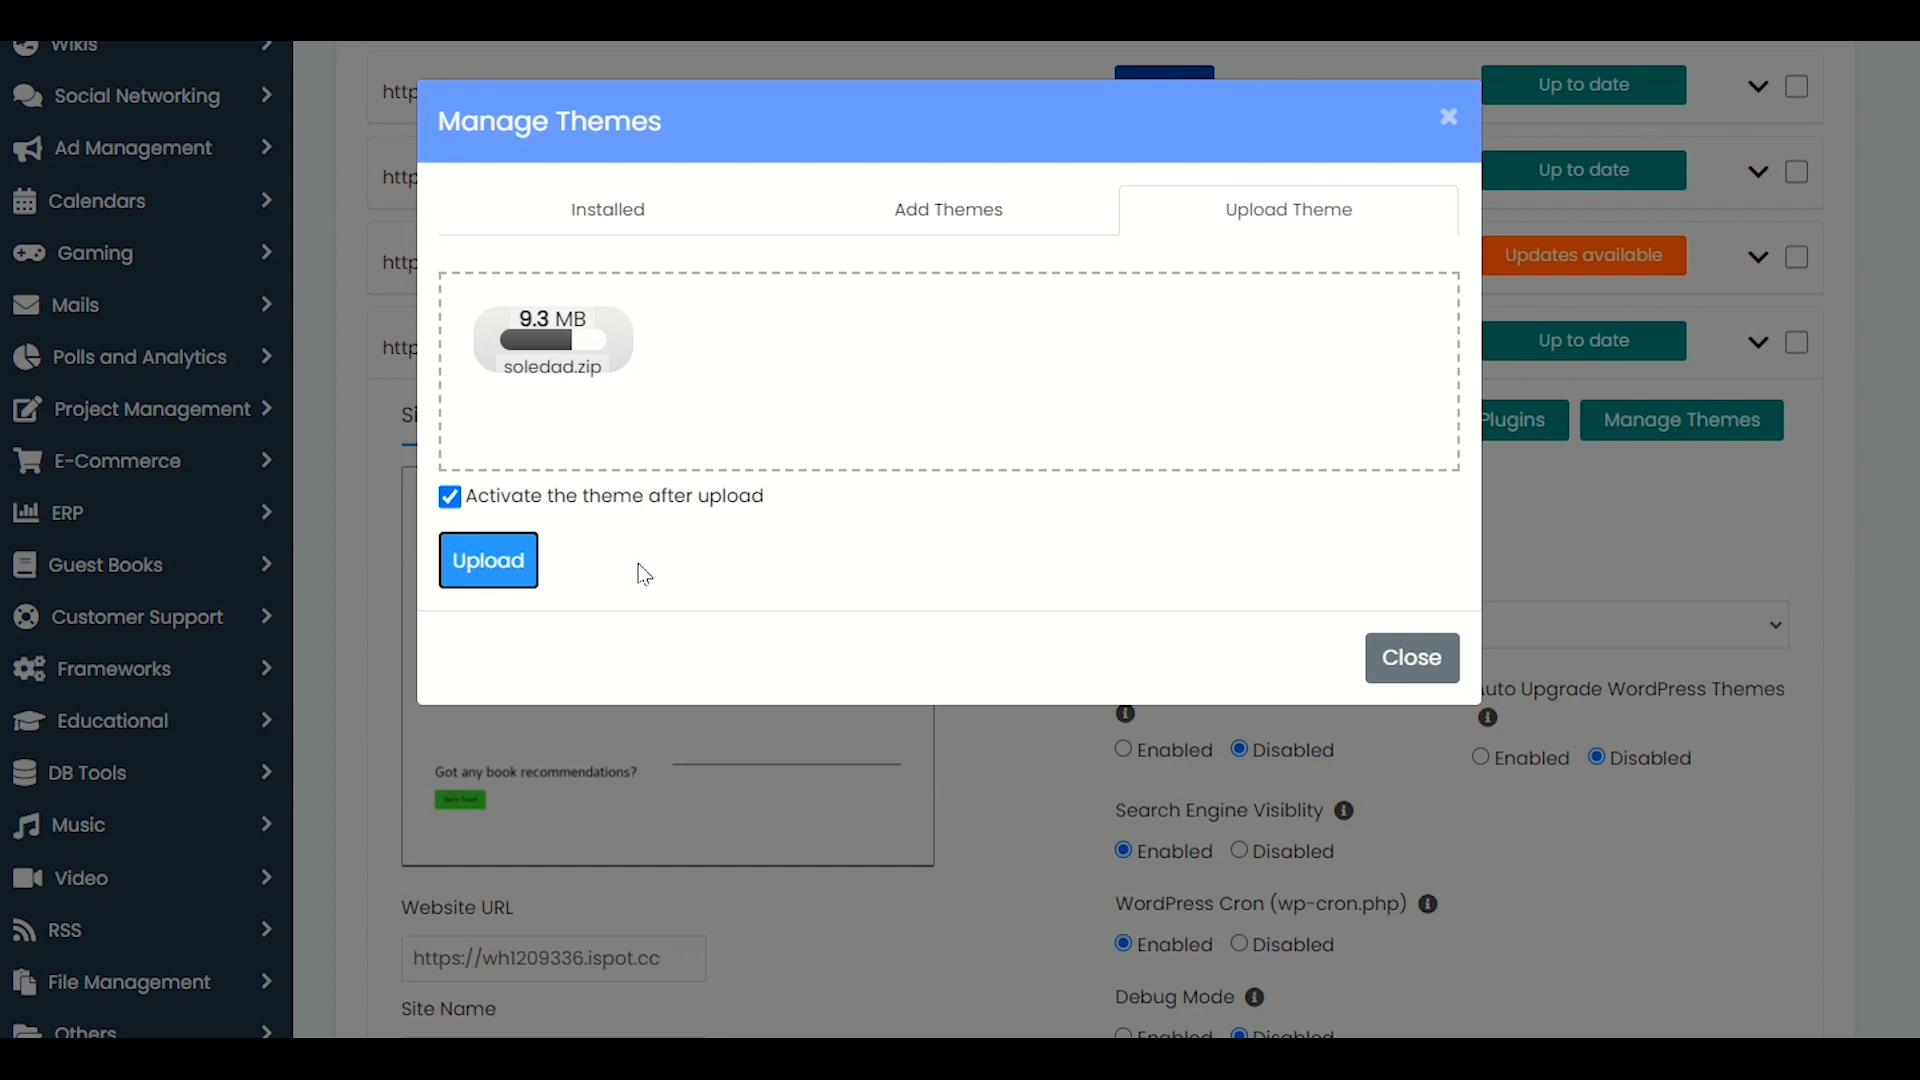 Wikis
Social Networking
Ad Management
Calendars
Gaming
Mails
Polls and Analytics
Project Management
E-Commerce
ERP
Guest Books
Customer Support
Frameworks
Educational
DB Tools
Music
Video
RSS
File Management
Others
http
Up to date
http
Up to date
http
Updates available
http
Up to date
Manage Themes
Installed
Add Themes
Upload Theme
9.3 MB
soledad.zip
Activate the theme after upload
Upload
Close
Si
Plugins
Manage Themes
uto Upgrade WordPress Themes
Enabled Disabled
Enabled Disabled
Got any book recommendations?
Search Engine Visiblity
Enabled Disabled
Website URL
https://wh1209336.ispot.cc
WordPress Cron (wp-cron.php)
Enabled Disabled
Site Name
Debug Mode
Enabled Disabled